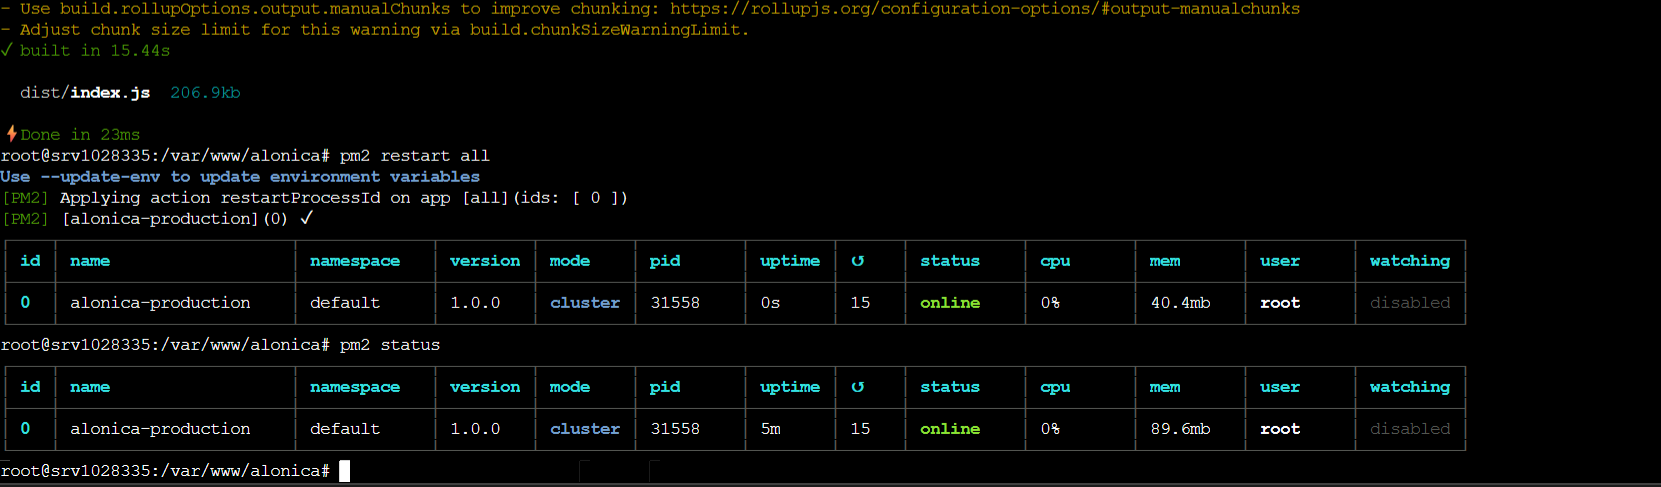 - Use build.rollupOptions.output.manualChunks to improve chunking: https://rollupjs.org/configuration-options/#output-manualchunks
- Adjust chunk size limit for this warning via build.chunkSizeWarningLimit.
✓ built in 15.44s
dist/index.js 206.9kb
⚡Done in 23ms
root@srv1028335:/var/www/alonica# pm2 restart all
Use --update-env to update environment variables
[PM2] Applying action restartProcessId on app [all](ids: [ 0 ])
[PM2] [alonica-production](0) ✓
id name namespace version mode pid uptime ↺ status cpu mem user watching
0 alonica-production default 1.0.0 cluster 31558 0s 15 online 0% 40.4mb root disabled
root@srv1028335:/var/www/alonica# pm2 status
id name namespace version mode pid uptime ↺ status cpu mem user watching
0 alonica-production default 1.0.0 cluster 31558 5m 15 online 0% 89.6mb root disabled
root@srv1028335:/var/www/alonica#